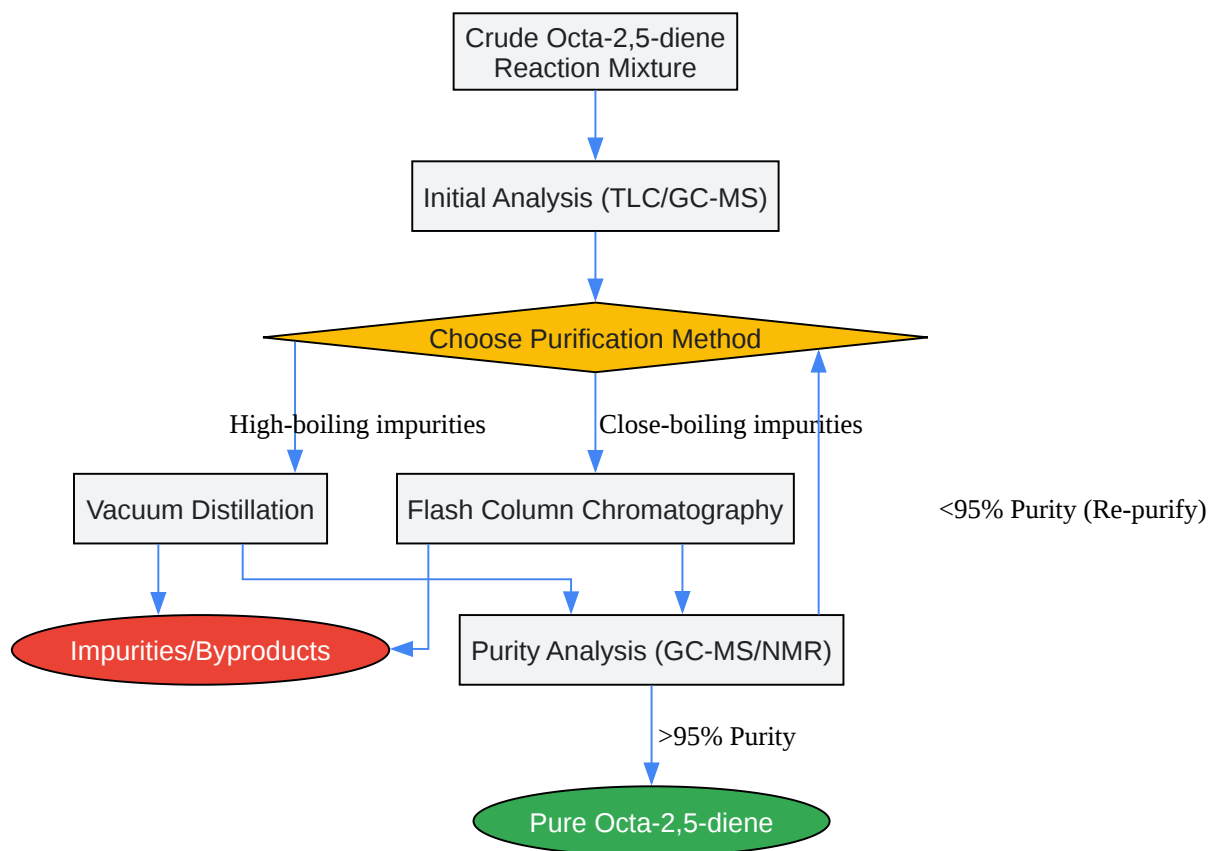 Crude Octa-2,5-diene
Reaction Mixture
Initial Analysis (TLC/GC-MS)
Choose Purification Method
High-boiling impurities
Close-boiling impurities
Vacuum Distillation
Flash Column Chromatography
<95% Purity (Re-purify)
Impurities/Byproducts
Purity Analysis (GC-MS/NMR)
>95% Purity
Pure Octa-2,5-diene